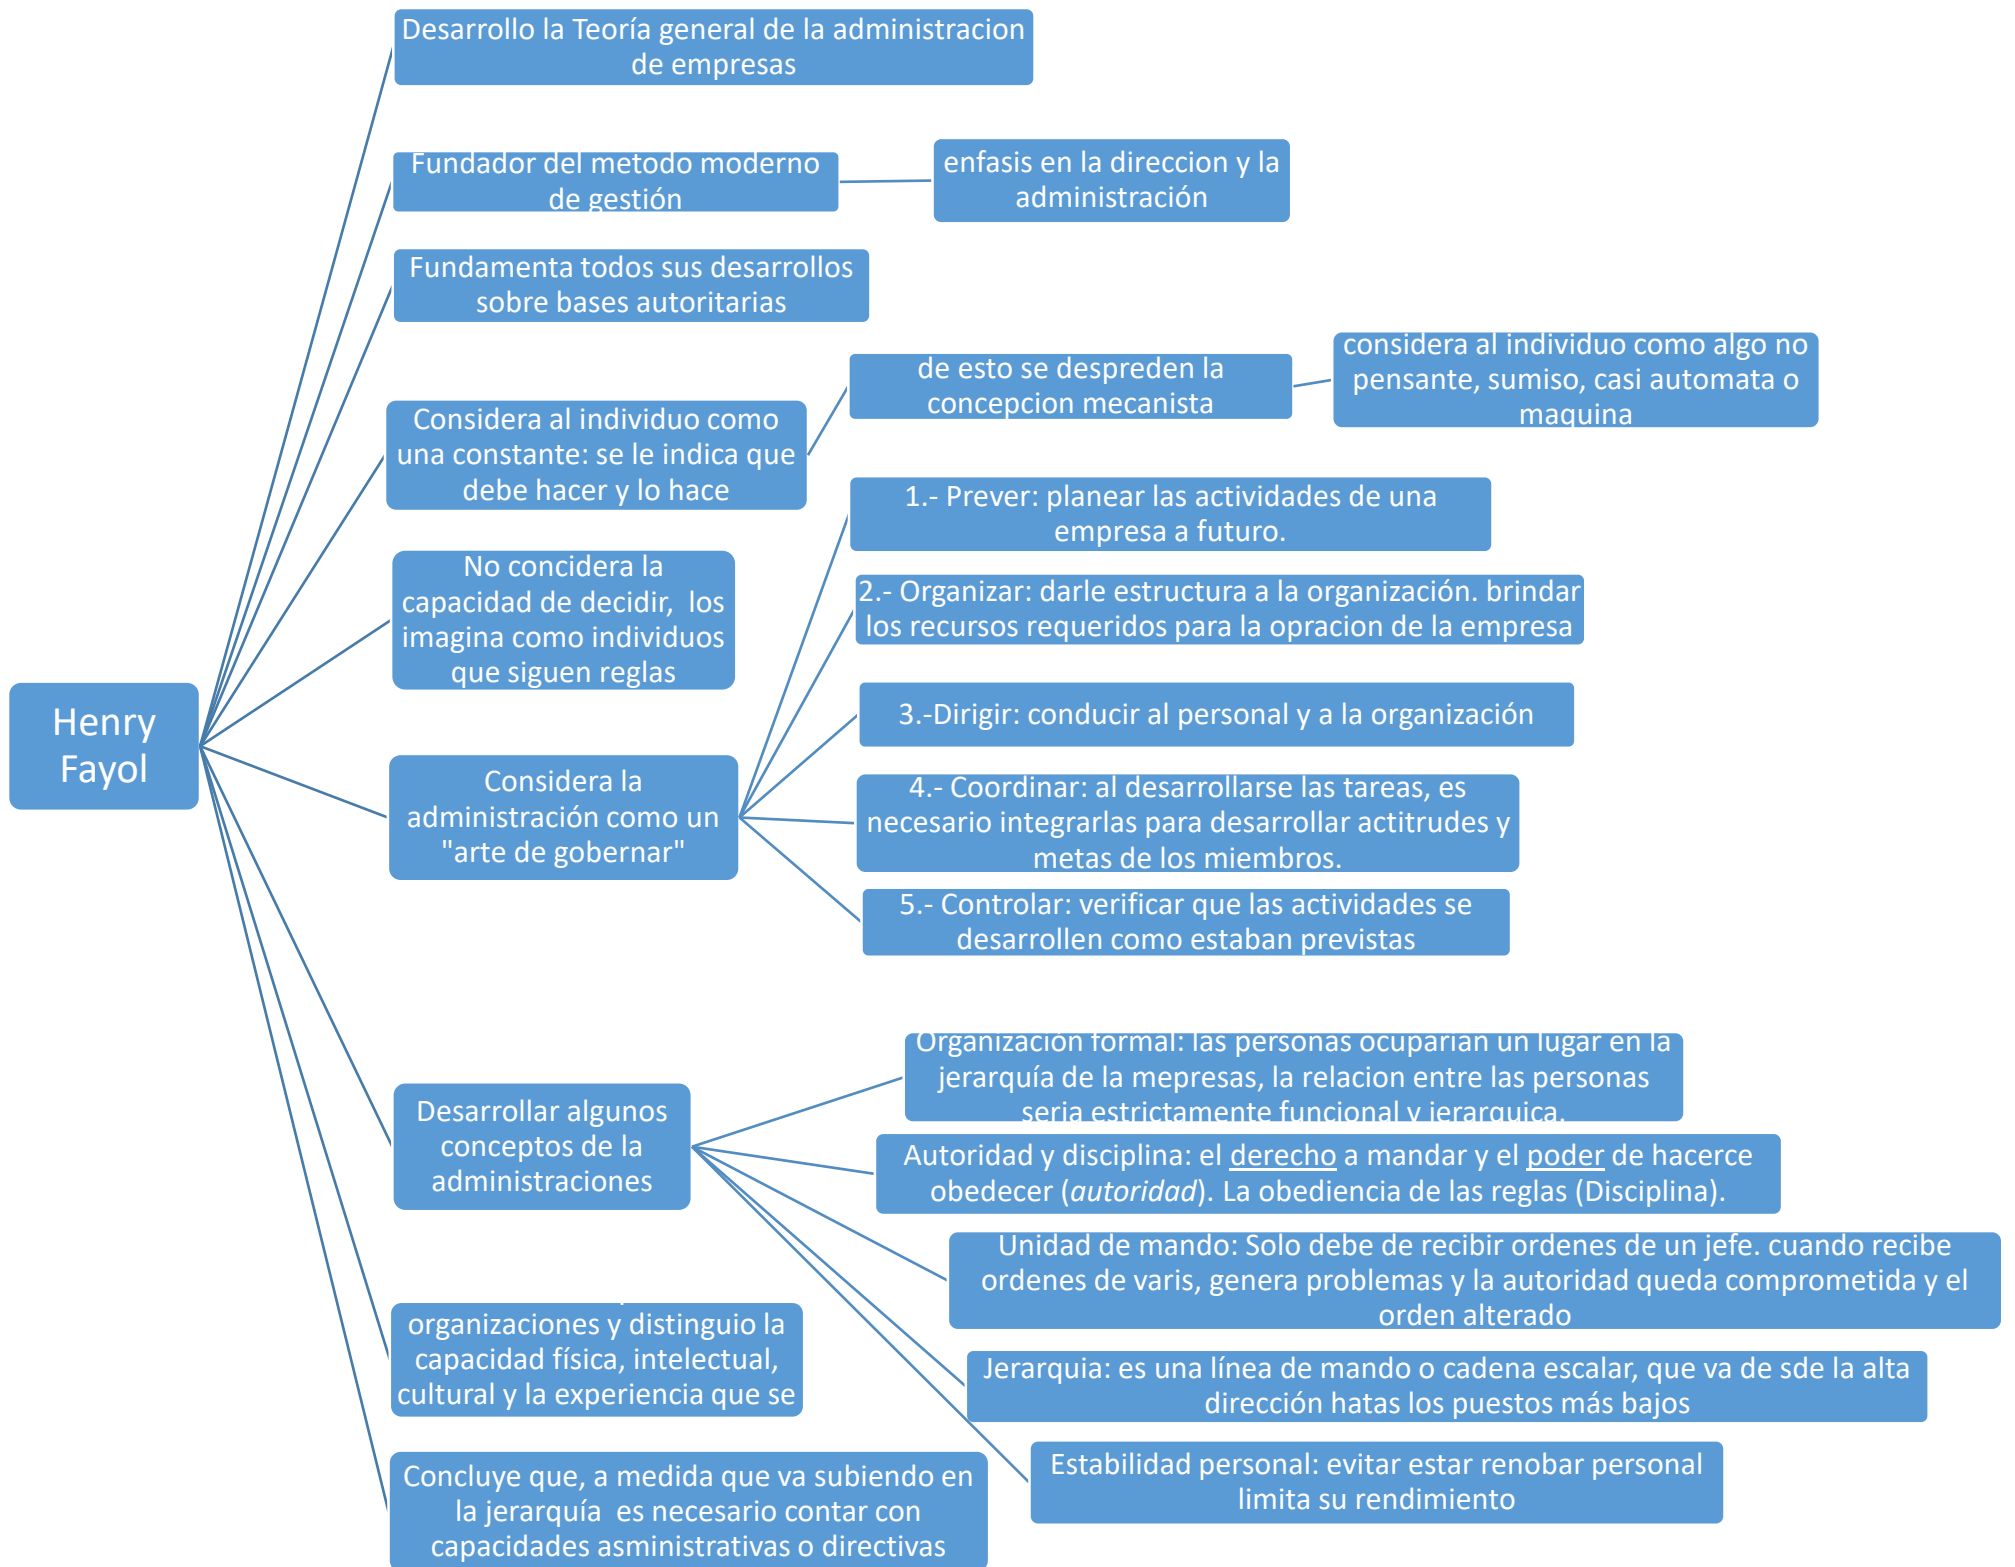 Desarrollo la Teoría general de la administracion
de empresas
Fundador del metodo moderno
de gestión
enfasis en la direccion y la
administración
Fundamenta todos sus desarrollos
sobre bases autoritarias
Considera al individuo como
una constante: se le indica que
debe hacer y lo hace
de esto se despreden la
concepcion mecanista
considera al individuo como algo no
pensante, sumiso, casi automata o
maquina
No concidera la
capacidad de decidir, los
imagina como individuos
que siguen reglas
Henry
Fayol
Considera la
administración como un
"arte de gobernar"
1.- Prever: planear las actividades de una
empresa a futuro.
2.- Organizar: darle estructura a la organización. brindar
los recursos requeridos para la opracion de la empresa
3.-Dirigir: conducir al personal y a la organización
4.- Coordinar: al desarrollarse las tareas, es
necesario integrarlas para desarrollar actitrudes y
metas de los miembros.
5.- Controlar: verificar que las actividades se
desarrollen como estaban previstas
Desarrollar algunos
conceptos de la
administraciones
Organización formal: las personas ocuparian un lugar en la
jerarquía de la mepresas, la relacion entre las personas
seria estrictamente funcional y jerarquica.
Autoridad y disciplina: el derecho a mandar y el poder de hacerce
obedecer (autoridad). La obediencia de las reglas (Disciplina).
Unidad de mando: Solo debe de recibir ordenes de un jefe. cuando recibe
ordenes de varis, genera problemas y la autoridad queda comprometida y el
orden alterado
Jerarquia: es una línea de mando o cadena escalar, que va de sde la alta
dirección hatas los puestos más bajos
Estabilidad personal: evitar estar renobar personal
limita su rendimiento
organizaciones y distinguio la
capacidad física, intelectual,
cultural y la experiencia que se
Concluye que, a medida que va subiendo en
la jerarquía es necesario contar con
capacidades asministrativas o directivas